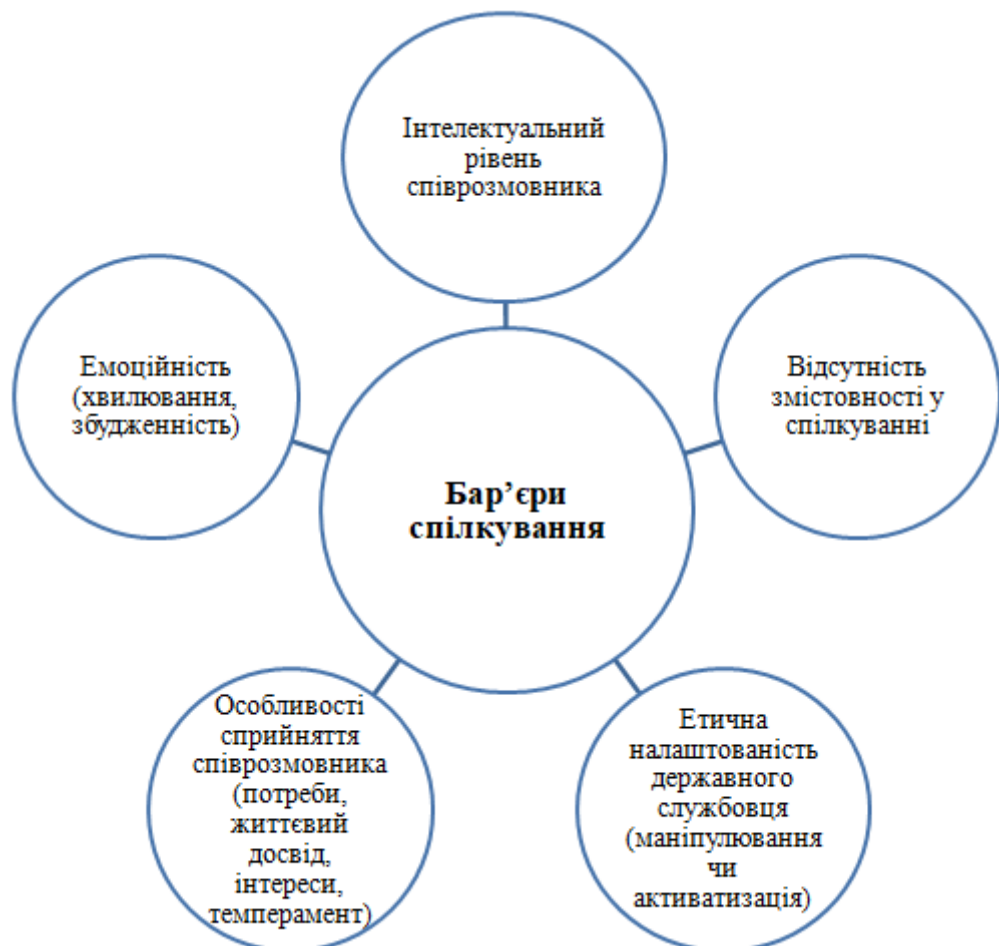 Інтелектуальний
рівень
співрозмовника
Емоційність
(хвилювання,
збудженність)
Відсутність
змістовності у
спілкуванні
Бар’єри
спілкування
Особливості
сприйняття
співрозмовника
(потреби,
життєвий
досвід,
інтереси,
темперамент)
Етична
налаштованість
державного
службовця
(маніпулювання
чи
активатизація)